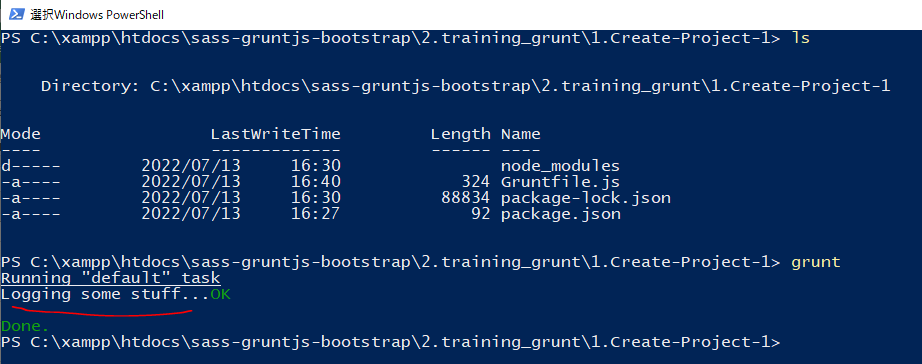 選択Windows PowerShell
PS C:\xampp\htdocs\sass-gruntjs-bootstrap\2.training_grunt\1.Create-Project-1> ls
Directory: C:\xampp\htdocs\sass-gruntjs-bootstrap\2.training_grunt\1.Create-Project-1
Mode                 LastWriteTime         Length Name
----                 -------------         ------ ----
d-----        2022/07/13     16:30                node_modules
-a----        2022/07/13     16:40            324 Gruntfile.js
-a----        2022/07/13     16:30          88834 package-lock.json
-a----        2022/07/13     16:27             92 package.json
PS C:\xampp\htdocs\sass-gruntjs-bootstrap\2.training_grunt\1.Create-Project-1> grunt
Running "default" task
Logging some stuff...OK
Done.
PS C:\xampp\htdocs\sass-gruntjs-bootstrap\2.training_grunt\1.Create-Project-1>